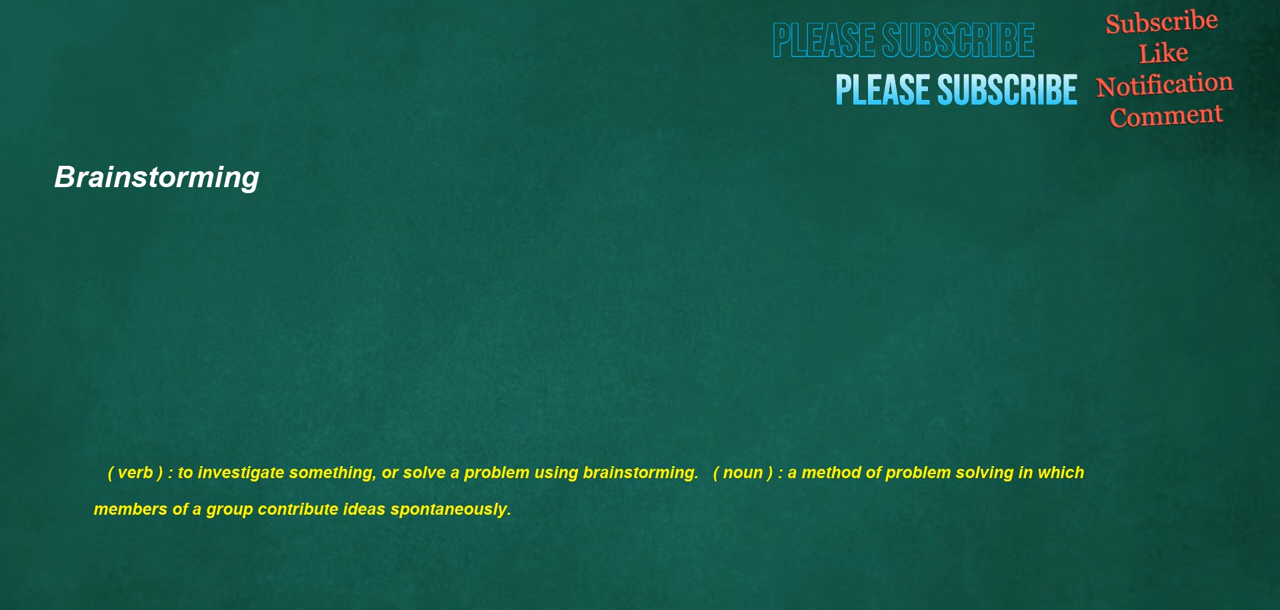 PLEASE SUBSCRIBE
PLEASE SUBSCRIBE
Subscribe
Like
Notification
Comment
Brainstorming
( verb ) : to investigate something, or solve a problem using brainstorming. ( noun ) : a method of problem solving in which
members of a group contribute ideas spontaneously.